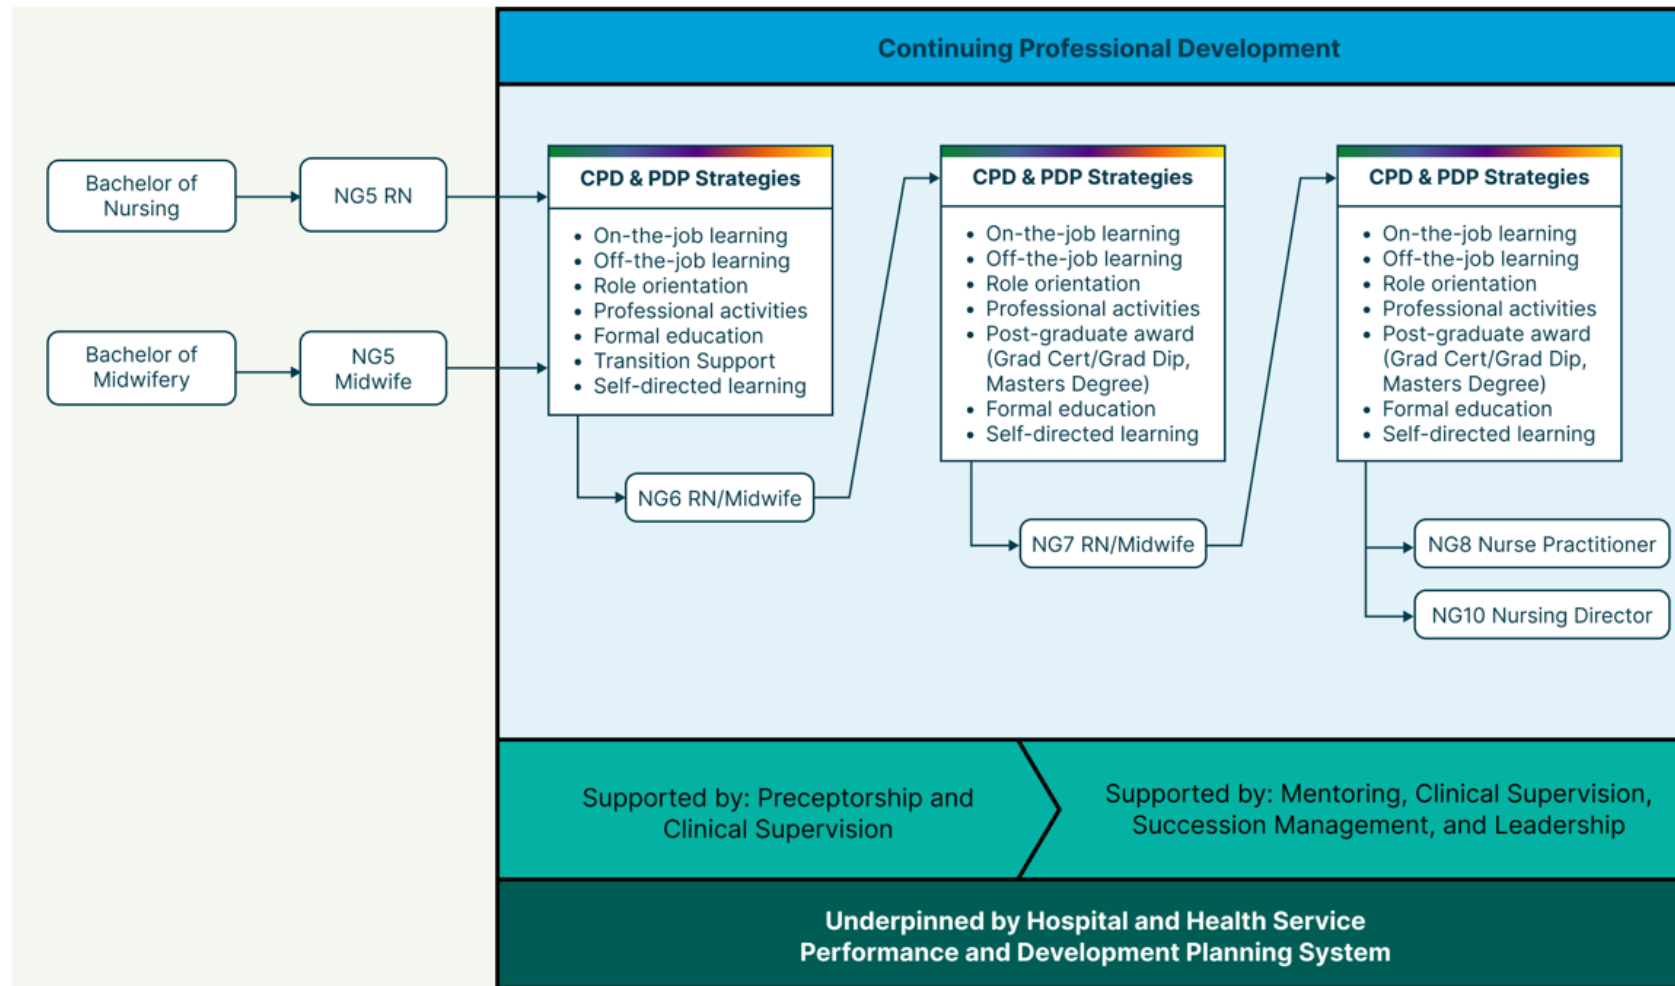 Continuing Professional Development
Bachelor of
Nursing
NG5 RN
Bachelor of
Midwifery
NG5
Midwife
CPD & PDP Strategies
• On-the-job learning
• Off-the-job learning
• Role orientation
• Professional activities
• Formal education
• Transition Support
• Self-directed learning
NG6 RN/Midwife
CPD & PDP Strategies
• On-the-job learning
• Off-the-job learning
• Role orientation
• Professional activities
• Post-graduate award
(Grad Cert/Grad Dip,
Masters Degree)
• Formal education
• Self-directed learning
NG7 RN/Midwife
CPD & PDP Strategies
• On-the-job learning
• Off-the-job learning
• Role orientation
• Professional activities
• Post-graduate award
(Grad Cert/Grad Dip,
Masters Degree)
• Formal education
• Self-directed learning
NG8 Nurse Practitioner
NG10 Nursing Director
Supported by: Preceptorship and
Clinical Supervision
Supported by: Mentoring, Clinical Supervision,
Succession Management, and Leadership
Underpinned by Hospital and Health Service
Performance and Development Planning System